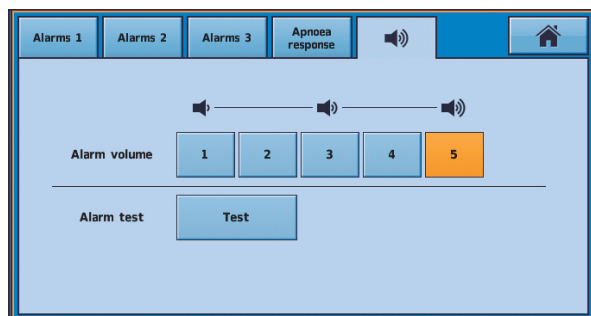 Alarms 1
Alarms 2
Alarms 3
Apnoea
response
Alarm volume
1
2
3
4
5
Alarm test
Test